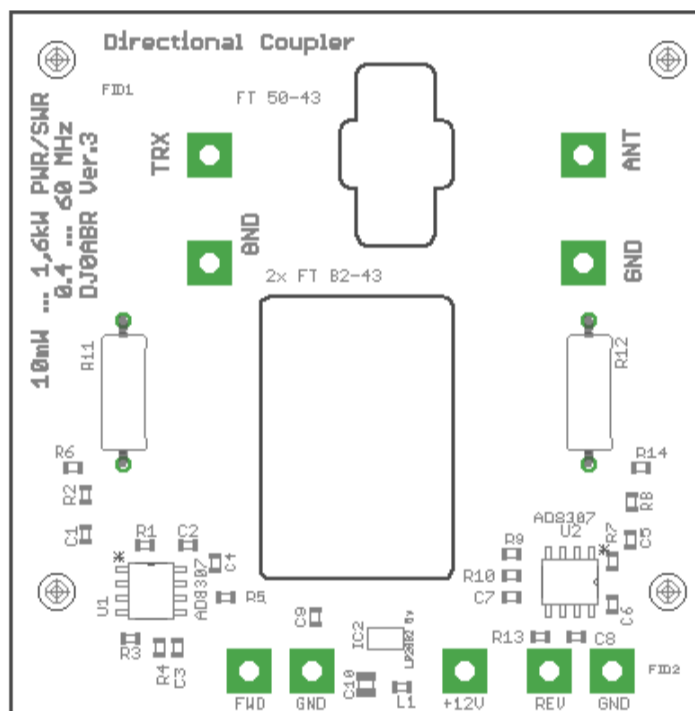 Directional Coupler
FID1
FT 50-43
TRX
ANT
10mW ... 1,6kW PWR/SWR
0.4 ... 60 MHz
DJ0ABR Ver.3
GND
GND
2x FT B2-43
R11
R12
R6
R14
R2
R8
C1
R1
C2
C4
AD8307
U2
R7
C5
R9
R10
C7
U1
AD8307
R5
C6
C9
IC2
5v
R3
R4
C3
R13
C8
C10
L1
FID2
FWD
GND
+12V
REV
GND